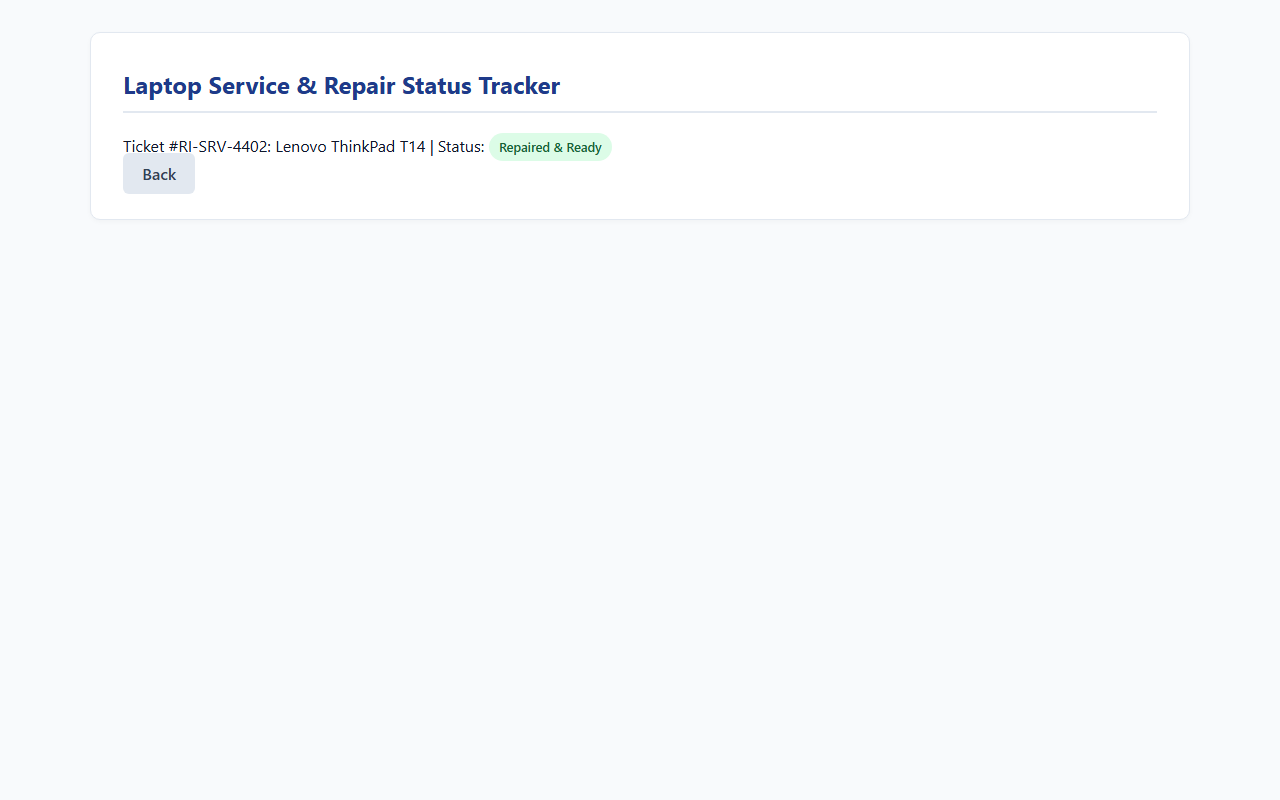 Laptop Service & Repair Status Tracker
Ticket #RI-SRV-4402: Lenovo ThinkPad T14 | Status: Repaired & Ready
Back